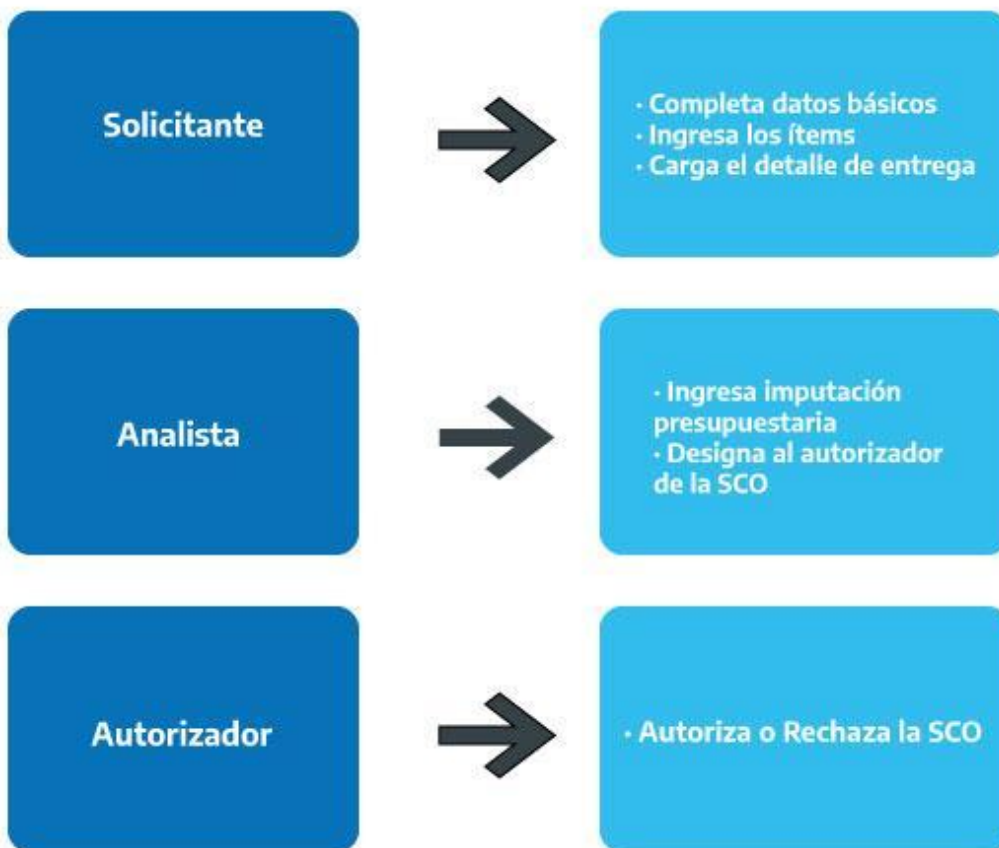 Solicitante
· Completa datos básicos
· Ingresa los ítems
· Carga el detalle de entrega
Analista
· Ingresa imputación
presupuestaria
· Designa al autorizador
de la SCO
Autorizador
· Autoriza o Rechaza la SCO